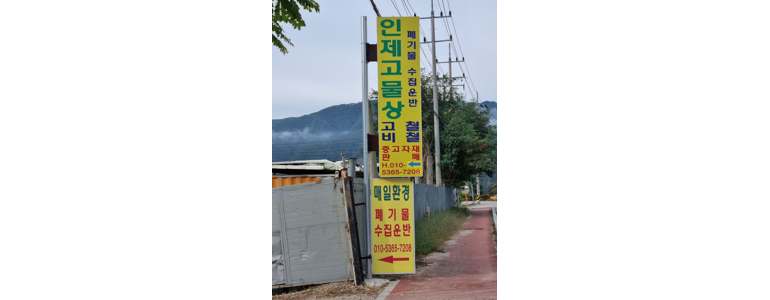 인제고물상
폐기물 수집운반
고철
비철
중고자재
판매
H.010-
5365-7208
매일환경
폐기물
수집운반
010-5365-7208